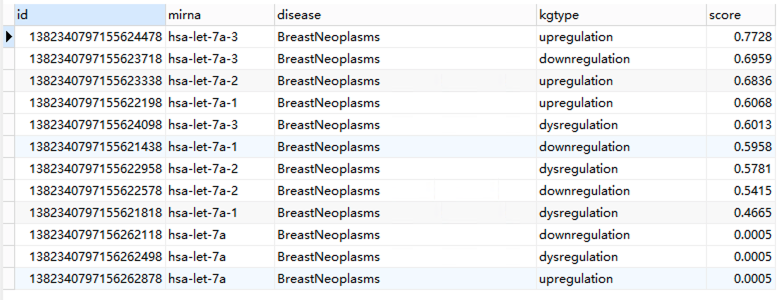 id mirna disease kgtype score
1382340797155624478 hsa-let-7a-3 BreastNeoplasms upregulation 0.7728
1382340797155623718 hsa-let-7a-3 BreastNeoplasms downregulation 0.6959
1382340797155623338 hsa-let-7a-2 BreastNeoplasms upregulation 0.6836
1382340797155622198 hsa-let-7a-1 BreastNeoplasms upregulation 0.6068
1382340797155624098 hsa-let-7a-3 BreastNeoplasms dysregulation 0.6013
1382340797155621438 hsa-let-7a-1 BreastNeoplasms downregulation 0.5958
1382340797155622958 hsa-let-7a-2 BreastNeoplasms dysregulation 0.5781
1382340797155622578 hsa-let-7a-2 BreastNeoplasms downregulation 0.5415
1382340797155621818 hsa-let-7a-1 BreastNeoplasms dysregulation 0.4665
1382340797156262118 hsa-let-7a BreastNeoplasms downregulation 0.0005
1382340797156262498 hsa-let-7a BreastNeoplasms dysregulation 0.0005
1382340797156262878 hsa-let-7a BreastNeoplasms upregulation 0.0005